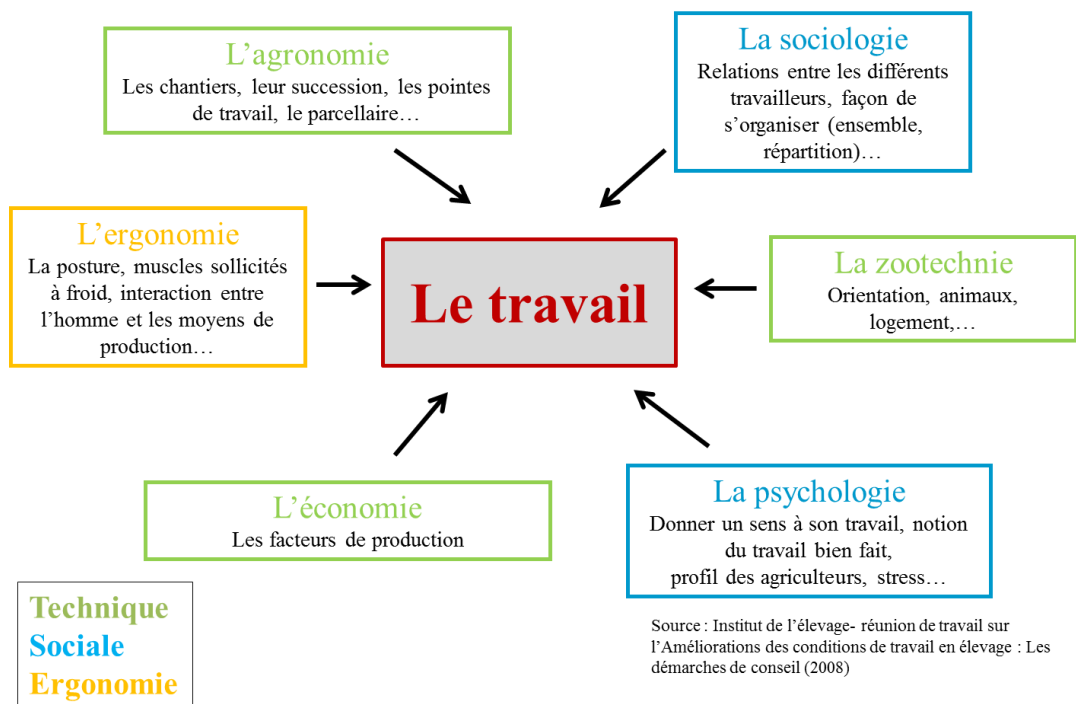 L'agronomie
Les chantiers, leur succession, les pointes
de travail, le parcellaire…
La sociologie
Relations entre les différents
travailleurs, façon de
s'organiser (ensemble,
répartition)…
L'ergonomie
La posture, muscles sollicités
à froid, interaction entre
l'homme et les moyens de
production…
Le travail
La zootechnie
Orientation, animaux,
logement,…
L'économie
Les facteurs de production
La psychologie
Donner un sens à son travail, notion
du travail bien fait,
profil des agriculteurs, stress…
Technique
Sociale
Ergonomie
Source : Institut de l'élevage- réunion de travail sur
l'Améliorations des conditions de travail en élevage : Les
démarches de conseil (2008)